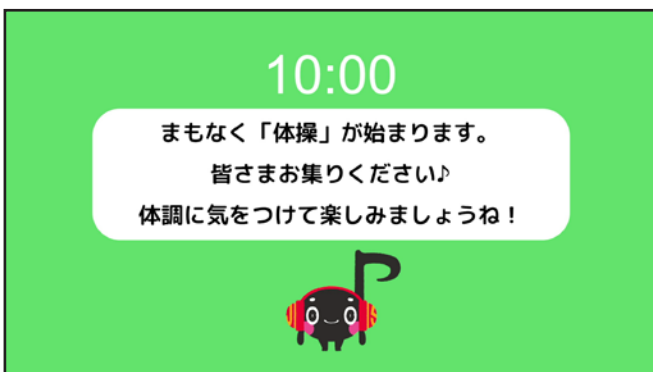 10:00
まもなく「体操」が始まります。
皆さまお集りください♪
体調に気をつけて楽しみましょうね！